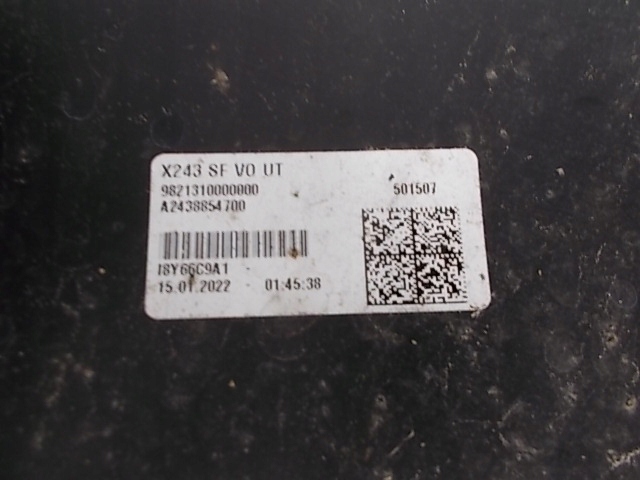 X243 SF VO UT
9821310000000 501507
A2438854700
I8Y66C9A1
15.01.2022 - 01:45:38